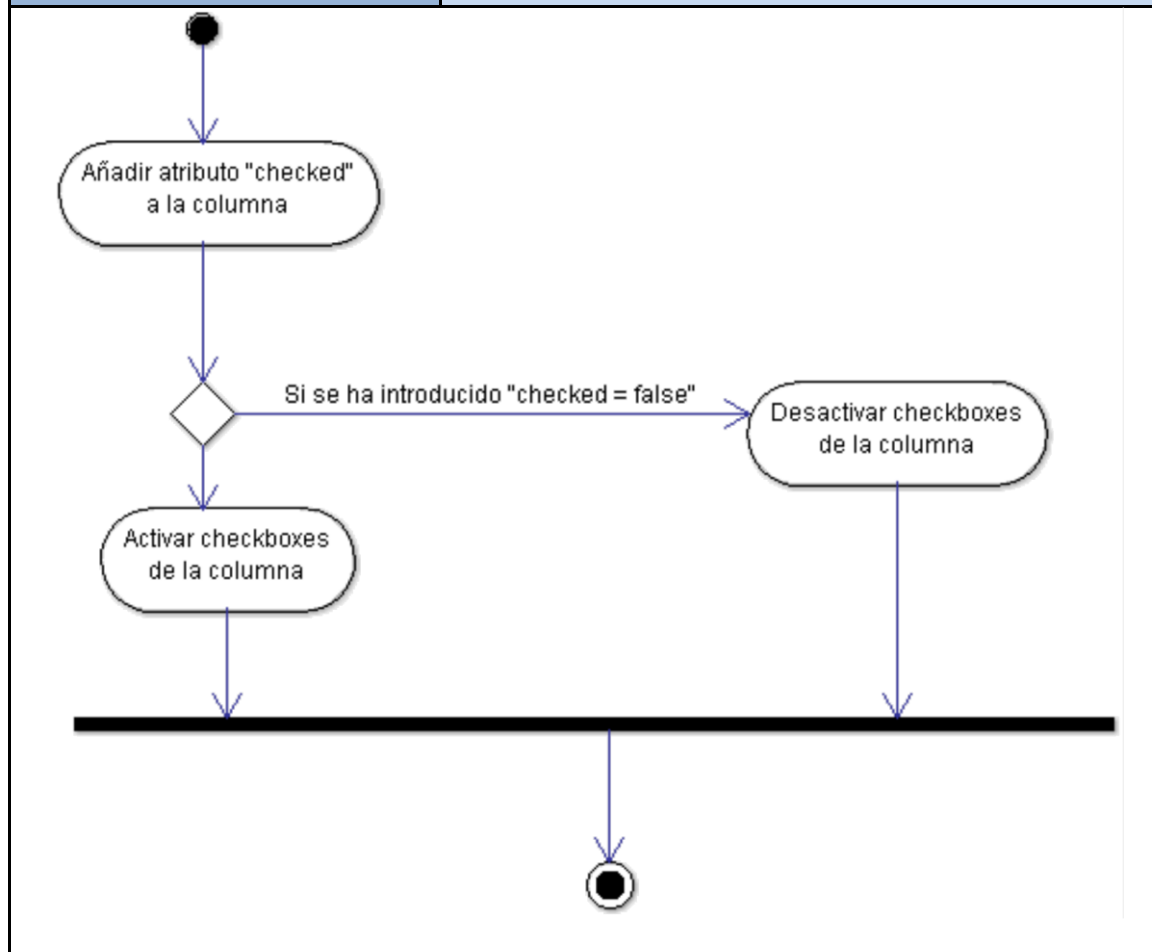 Añadir atributo "checked"
a la columna
Si se ha introducido "checked = false"
Desactivar checkboxes
de la columna
Activar checkboxes
de la columna